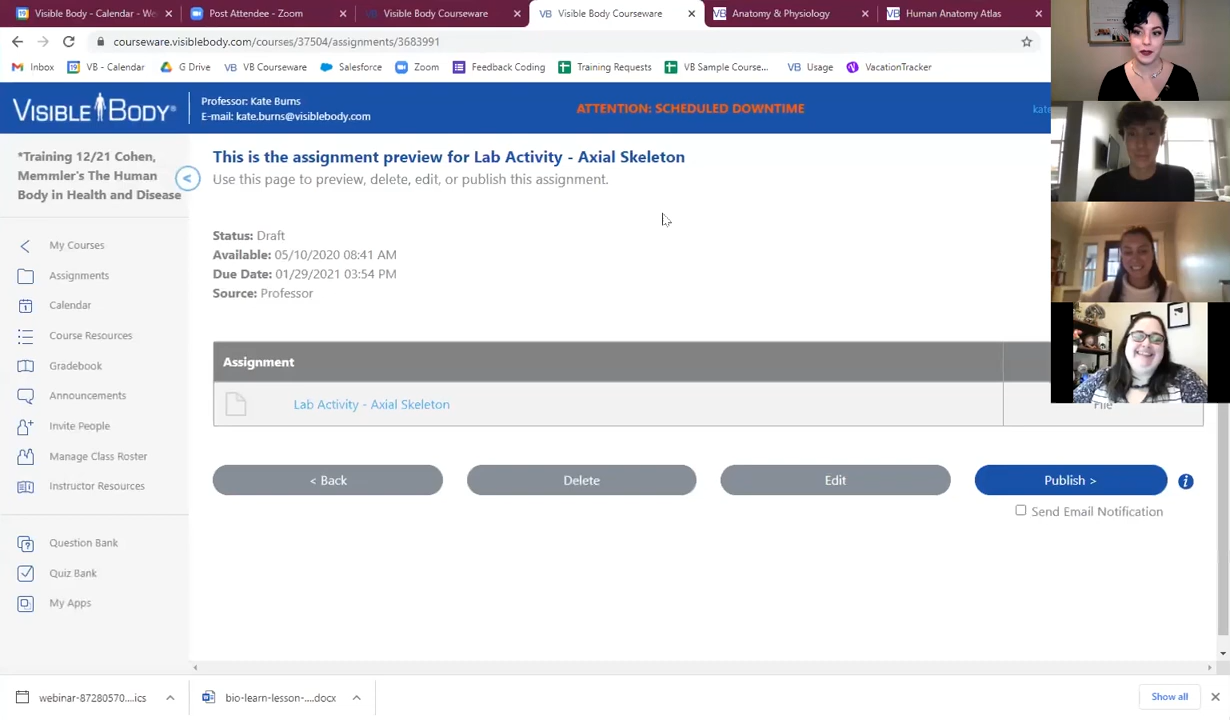 Visible Body - Calendar - We
Post Attendee - Zoom
Visible Body Courseware
Visible Body Courseware
Anatomy & Physiology
Human Anatomy Atlas
courseware.visiblebody.com/courses/37504/assignments/3683991
Inbox
VB - Calendar
G Drive
VB Courseware
Salesforce
Zoom
Feedback Coding
Training Requests
VB Sample Course...
VB Usage
VacationTracker
VISIBLE BODY®
Professor: Kate Burns
E-mail: kate.burns@visiblebody.com
ATTENTION: SCHEDULED DOWNTIME
kate
*Training 12/21 Cohen,
Memmler's The Human
Body in Health and Disease
<
My Courses
Assignments
Calendar
Course Resources
Gradebook
Announcements
Invite People
Manage Class Roster
Instructor Resources
Question Bank
Quiz Bank
My Apps
This is the assignment preview for Lab Activity - Axial Skeleton
Use this page to preview, delete, edit, or publish this assignment.
Status: Draft
Available: 05/10/2020 08:41 AM
Due Date: 01/29/2021 03:54 PM
Source: Professor
Assignment
Lab Activity - Axial Skeleton
File
< Back
Delete
Edit
Publish >
Send Email Notification
webinar-87280570....ics
bio-learn-lesson-....docx
Show all